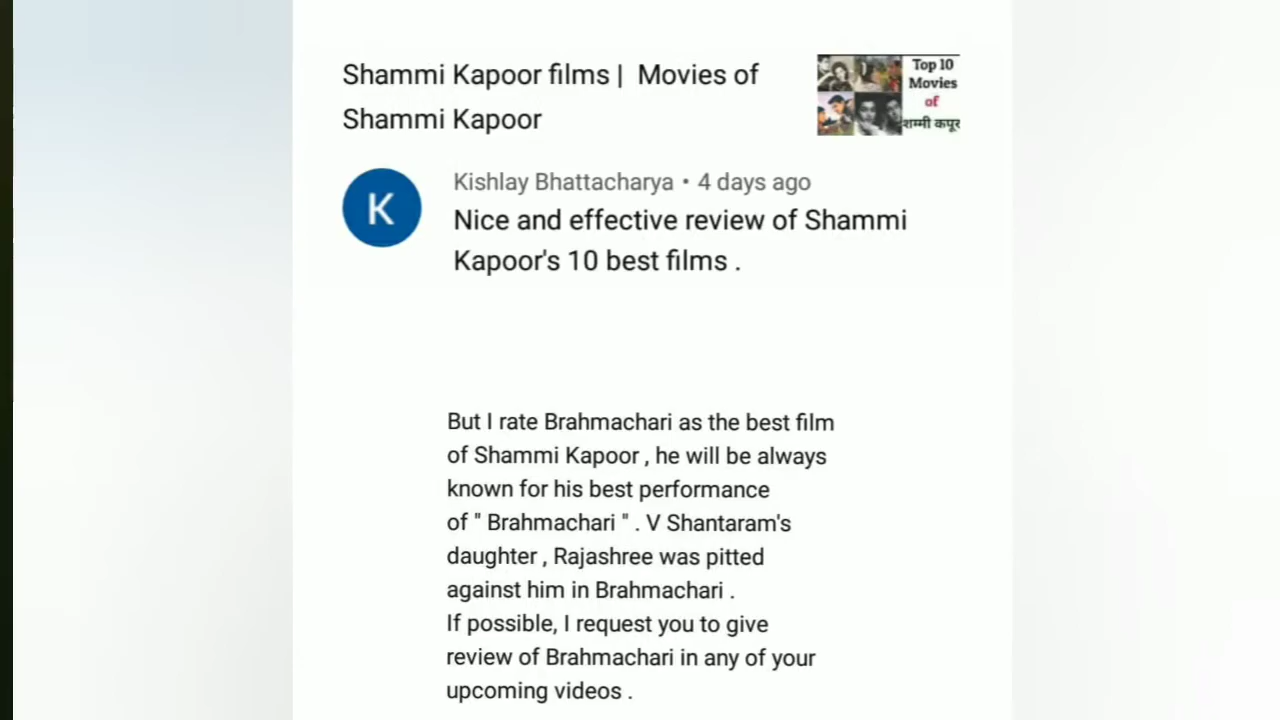 Shammi Kapoor films | Movies of
Shammi Kapoor
Top 10
Movies
of
शम्मी कपूर
K
Kishlay Bhattacharya • 4 days ago
Nice and effective review of Shammi
Kapoor's 10 best films .
But I rate Brahmachari as the best film
of Shammi Kapoor , he will be always
known for his best performance
of " Brahmachari " . V Shantaram's
daughter , Rajashree was pitted
against him in Brahmachari .
If possible, I request you to give
review of Brahmachari in any of your
upcoming videos .